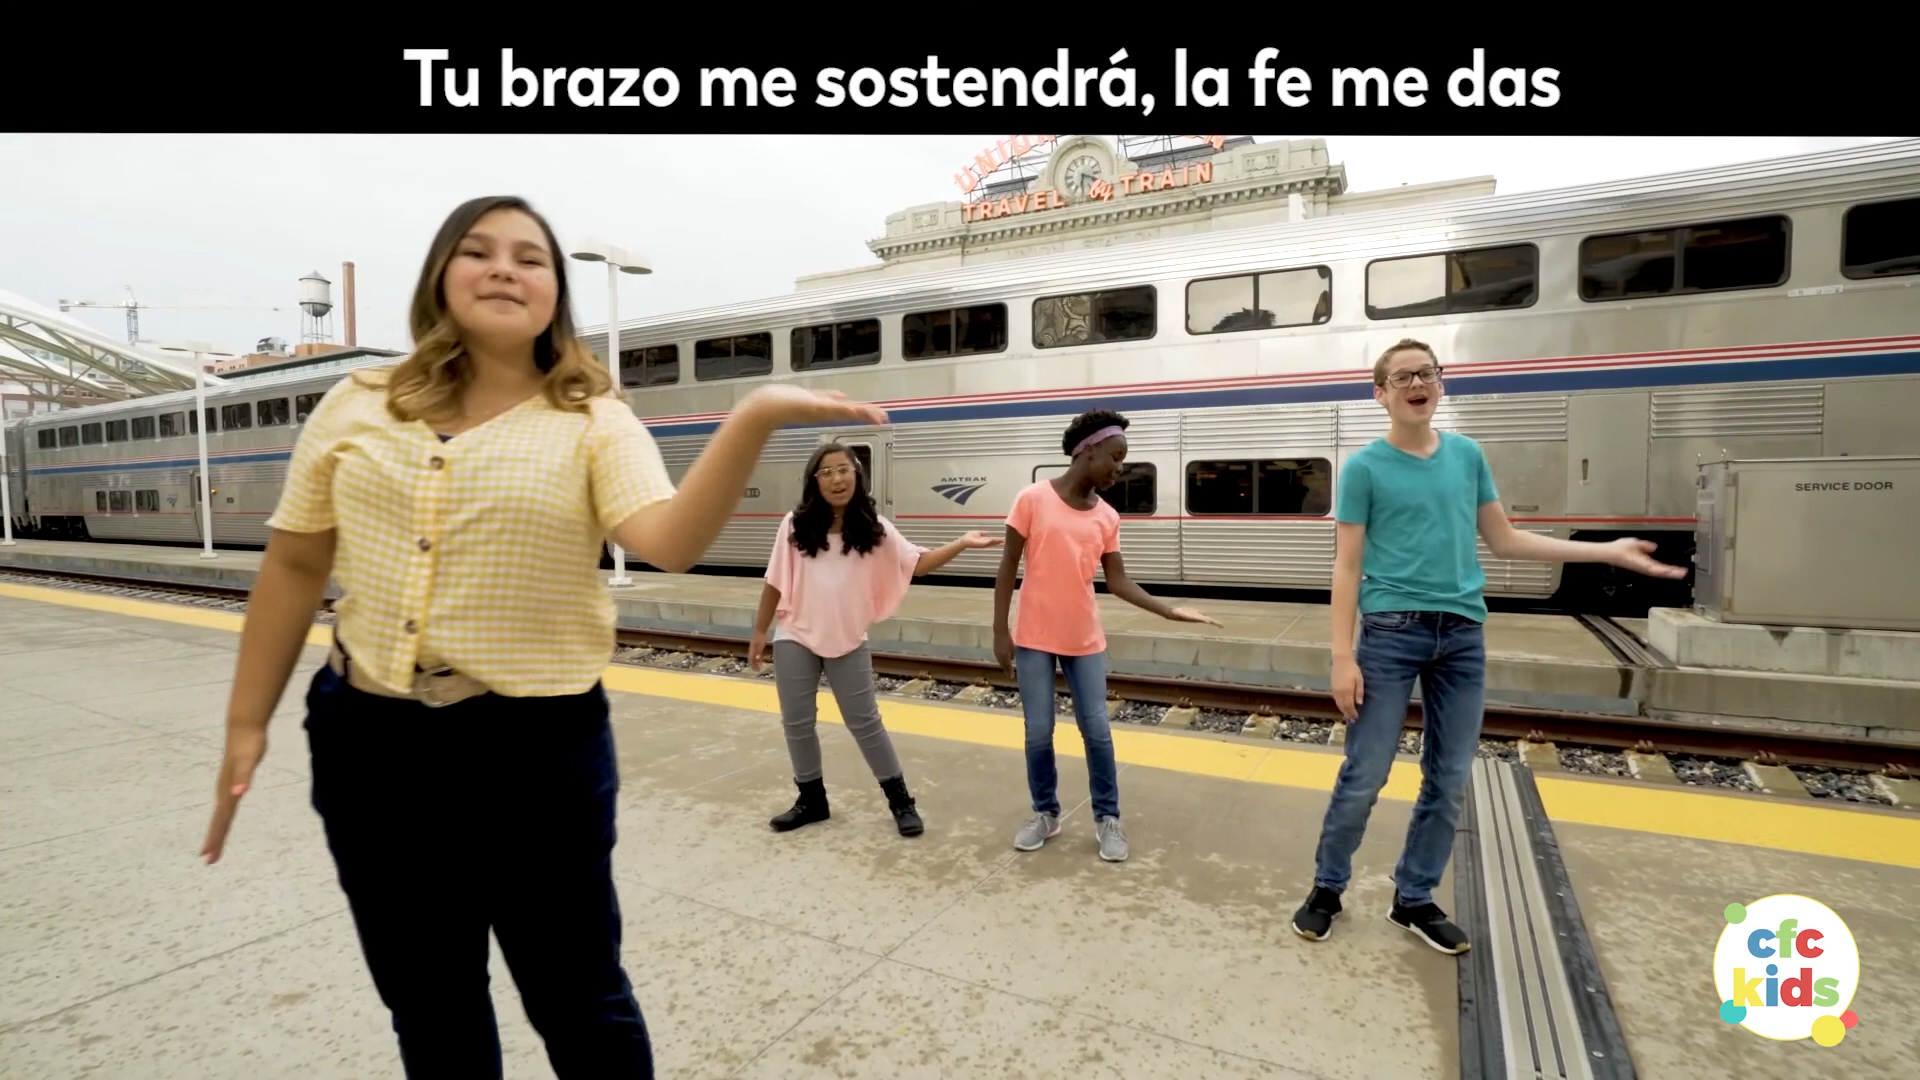 Tu brazo me sostendrá, la fe me das
TRAVEL by TRAIN
AMTRAK
SERVICE DOOR
cfc
kids